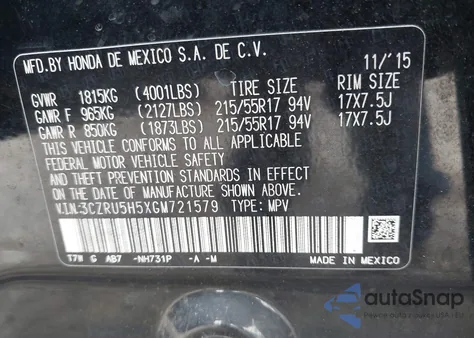 MFD.BY HONDA DE MEXICO S.A. DE C.V. 11/'15
GVWR 1815KG (4001LBS) TIRE SIZE RIM SIZE
GAWR F 965KG (2127LBS) 215/55R17 94V 17X7.5J
GAWR R 850KG (1873LBS) 215/55R17 94V 17X7.5J
THIS VEHICLE CONFORMS TO ALL APPLICABLE
FEDERAL MOTOR VEHICLE SAFETY
AND THEFT PREVENTION STANDARDS IN EFFECT
ON THE DATE OF MANUFACTURE SHOWN ABOVE.
V.I.N:3CZRU5H5XGM721579 TYPE: MPV
T7W G AB7 -NH731P -A -M MADE IN MEXICO
autoSnap